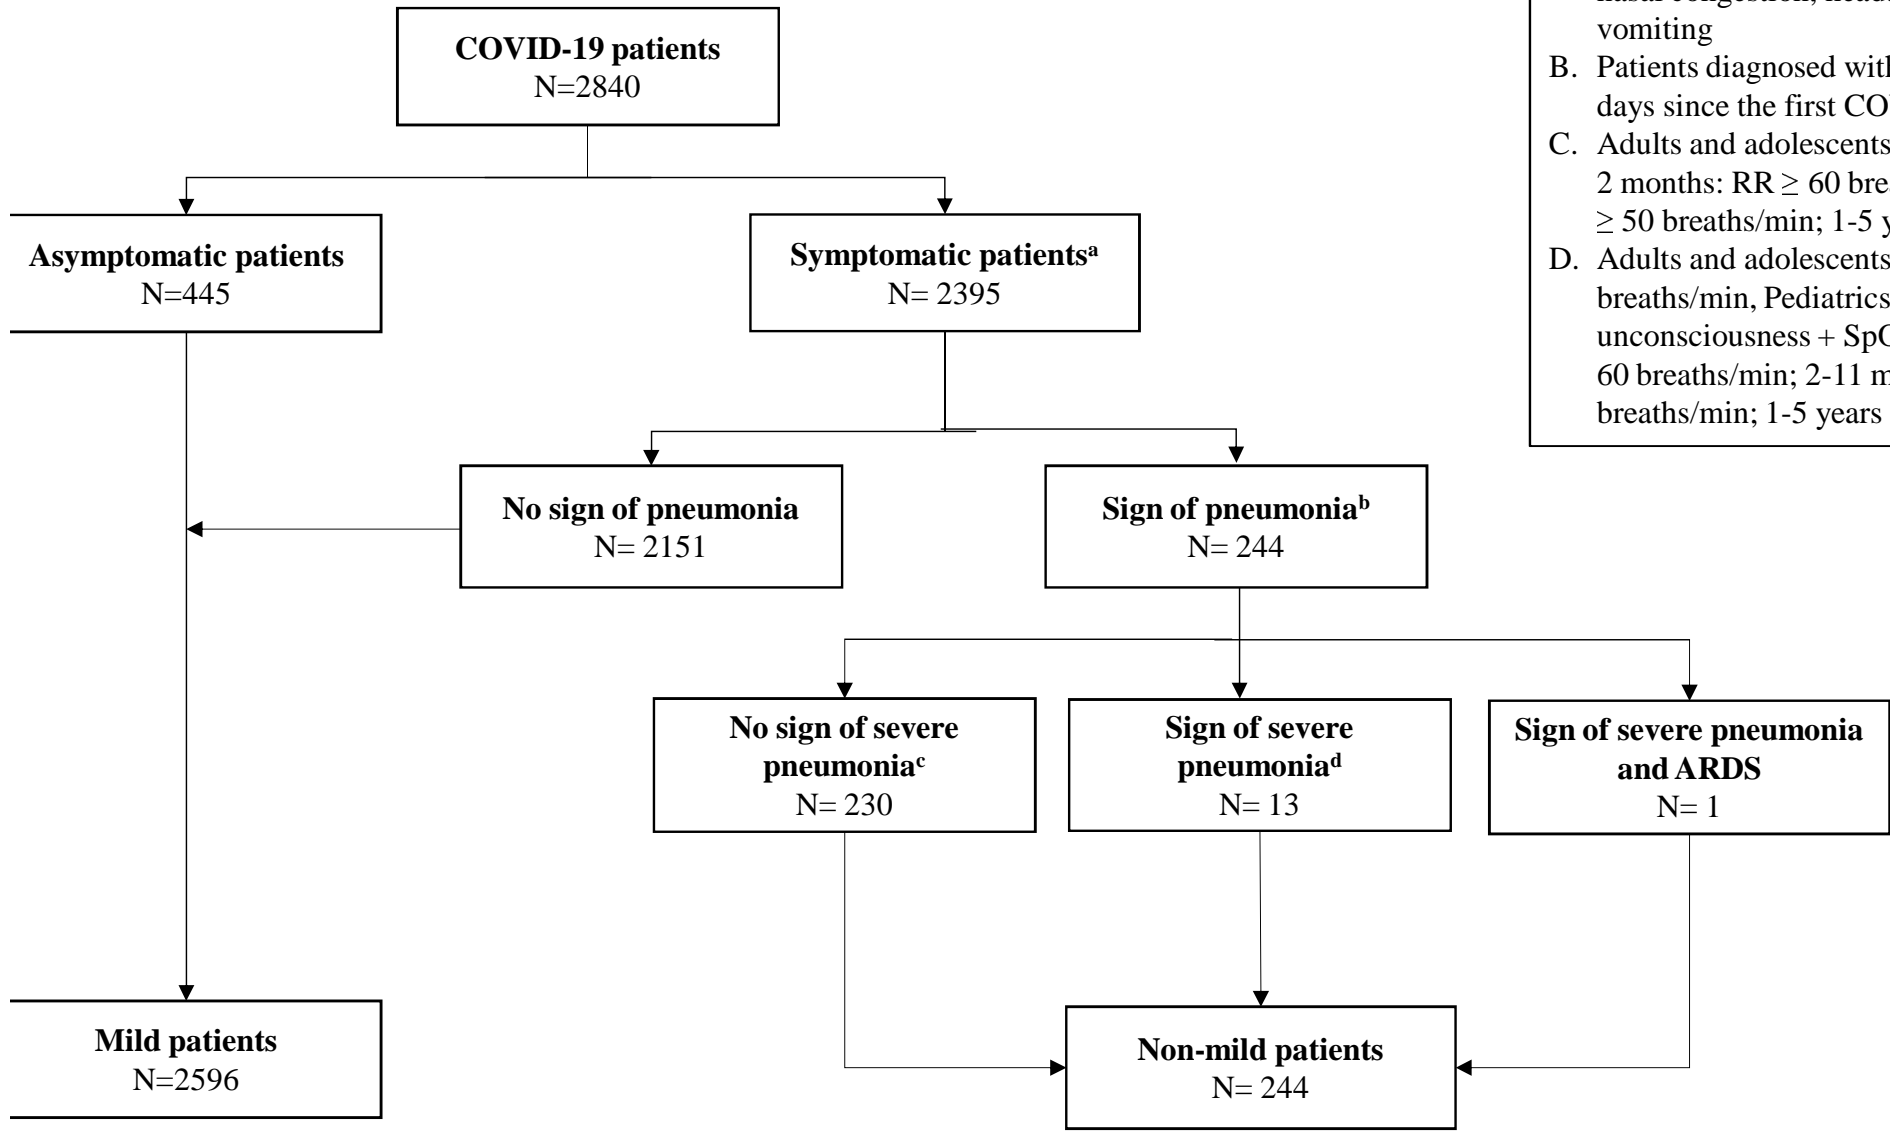 COVID-19 patients
N=2840
Asymptomatic patients
N=445
Symptomatic patientsᵃ
N= 2395
No sign of pneumonia
N= 2151
Sign of pneumoniaᵇ
N= 244
No sign of severe
pneumoniaᶜ
N= 230
Sign of severe
pneumoniaᵈ
N= 13
Sign of severe pneumonia
and ARDS
N= 1
Mild patients
N=2596
Non-mild patients
N= 244
vomiting
B. Patients diagnosed with
days since the first
C. Adults and adolescents
2 months: RR ≥ 60
≥ 50 breaths/min; 1-5
D. Adults and adolescents
breaths/min, Pediatrics
unconsciousness +
60 breaths/min; 2-11
breaths/min; 1-5 years